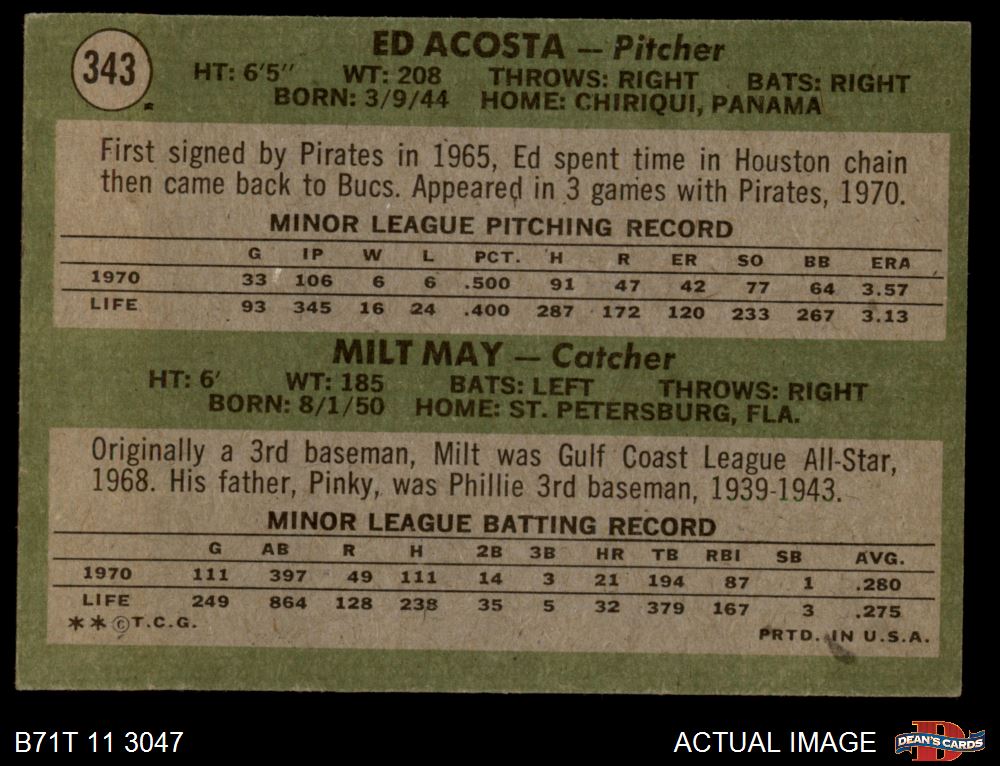 343
ED ACOSTA — Pitcher
HT: 6'5" WT: 208 THROWS: RIGHT BATS: RIGHT
BORN: 3/9/44 HOME: CHIRIQUI, PANAMA
*
First signed by Pirates in 1965, Ed spent time in Houston chain
then came back to Bucs. Appeared in 3 games with Pirates, 1970.
MINOR LEAGUE PITCHING RECORD
G IP W L PCT. H R ER SO BB ERA
1970 33 106 6 6 .500 91 47 42 77 64 3.57
LIFE 93 345 16 24 .400 287 172 120 233 267 3.13
MILT MAY — Catcher
HT: 6' WT: 185 BATS: LEFT THROWS: RIGHT
BORN: 8/1/50 HOME: ST. PETERSBURG, FLA.
Originally a 3rd baseman, Milt was Gulf Coast League All-Star,
1968. His father, Pinky, was Phillie 3rd baseman, 1939-1943.
MINOR LEAGUE BATTING RECORD
G AB R H 2B 3B HR TB RBI SB AVG.
1970 111 397 49 111 14 3 21 194 87 1 .280
LIFE 249 864 128 238 35 5 32 379 167 3 .275
**©T.C.G.
PRTD. IN U.S.A.
B71T 11 3047
ACTUAL IMAGE
DEAN'S CARDS